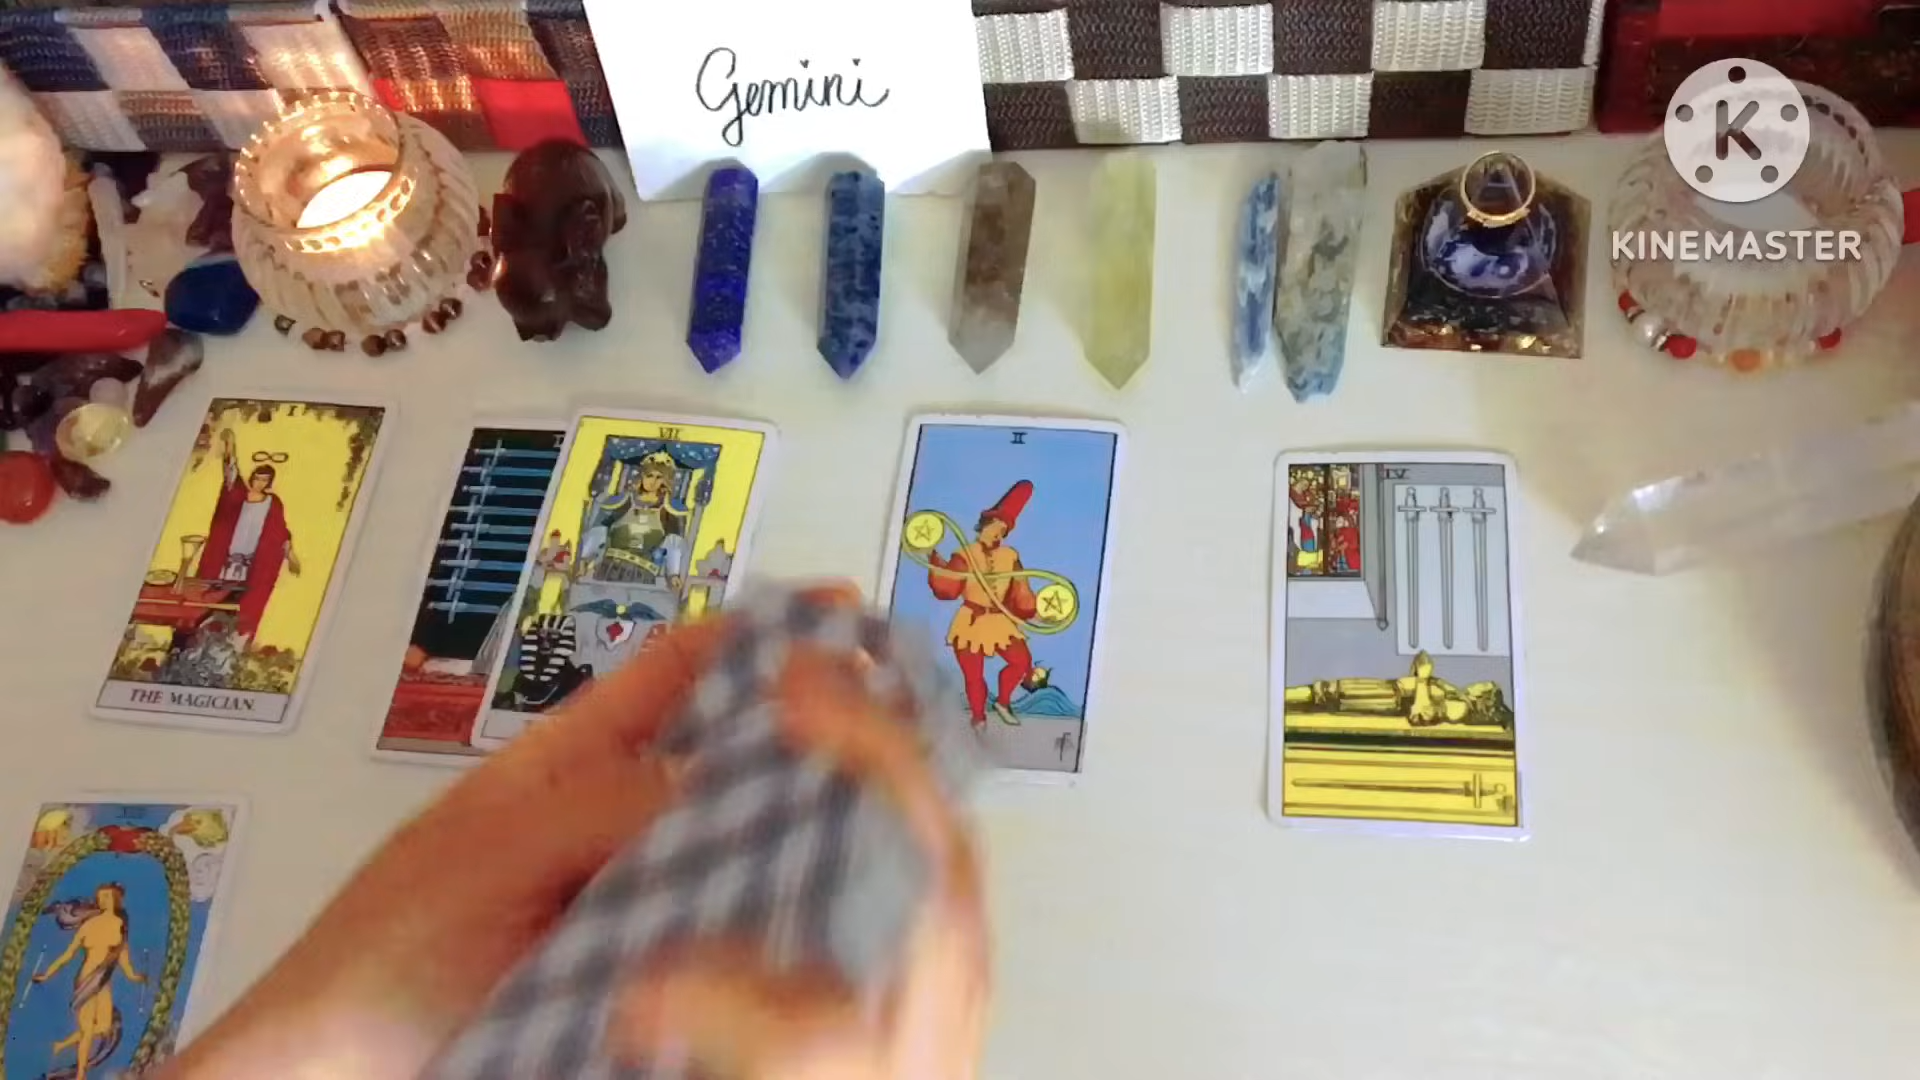 Gemini
K
KINEMASTER
I
VII
II
IV
THE MAGICIAN.